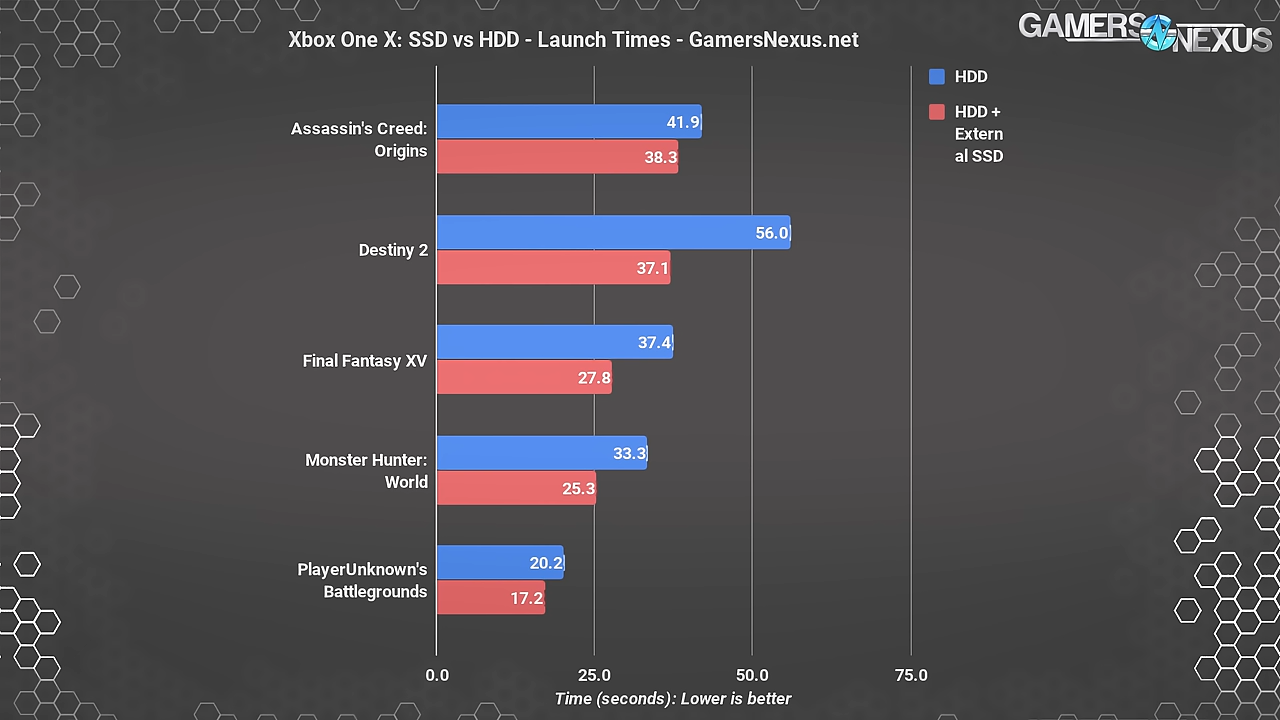 Xbox One X: SSD vs HDD - Launch Times - GamersNexus.net
GAMERS NEXUS
HDD
HDD +
Extern
al SSD
Assassin's Creed:
Origins
41.9
38.3
Destiny 2
56.0
37.1
Final Fantasy XV
37.4
27.8
Monster Hunter:
World
33.3
25.3
PlayerUnknown's
Battlegrounds
20.2
17.2
0.0 25.0 50.0 75.0
Time (seconds): Lower is better